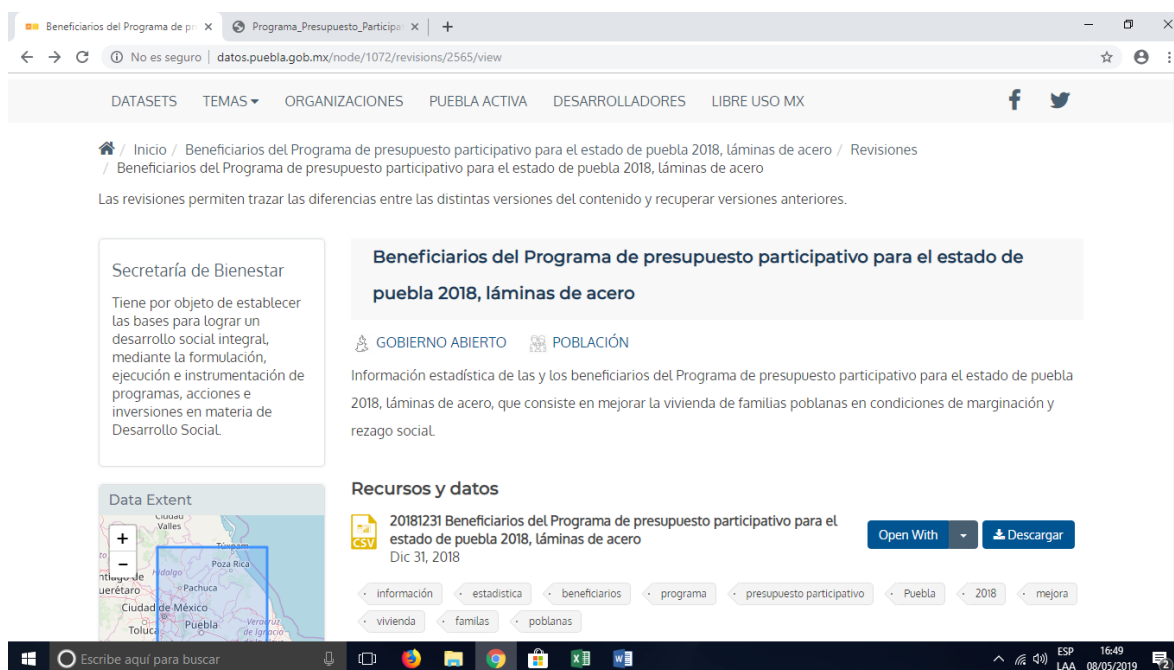 Beneficiarios del Programa de pr
Programa_Presupuesto_Participat
No es seguro | datos.puebla.gob.mx/node/1072/revisions/2565/view
DATASETS TEMAS ORGANIZACIONES PUEBLA ACTIVA DESARROLLADORES LIBRE USO MX
/ Inicio / Beneficiarios del Programa de presupuesto participativo para el estado de puebla 2018, láminas de acero / Revisiones
/ Beneficiarios del Programa de presupuesto participativo para el estado de puebla 2018, láminas de acero
Las revisiones permiten trazar las diferencias entre las distintas versiones del contenido y recuperar versiones anteriores.
Secretaría de Bienestar
Tiene por objeto de establecer
las bases para lograr un
desarrollo social integral,
mediante la formulación,
ejecución e instrumentación de
programas, acciones e
inversiones en materia de
Desarrollo Social.
Beneficiarios del Programa de presupuesto participativo para el estado de
puebla 2018, láminas de acero
GOBIERNO ABIERTO POBLACIÓN
Información estadística de las y los beneficiarios del Programa de presupuesto participativo para el estado de puebla
2018, láminas de acero, que consiste en mejorar la vivienda de familias poblanas en condiciones de marginación y
rezago social.
Data Extent
+
−
Ciudad
Valles
Túxpam
Poza Rica
Hidalgo
Pachuca
Ciudad de México
Toluca
Puebla
Veracruz
de Ignacio
Recursos y datos
CSV
20181231 Beneficiarios del Programa de presupuesto participativo para el
estado de puebla 2018, láminas de acero
Dic 31, 2018
Open With
Descargar
información estadistica beneficiarios programa presupuesto participativo Puebla 2018 mejora
vivienda familas poblanas
Escribe aquí para buscar
ESP
LAA
16:49
08/05/2019
2